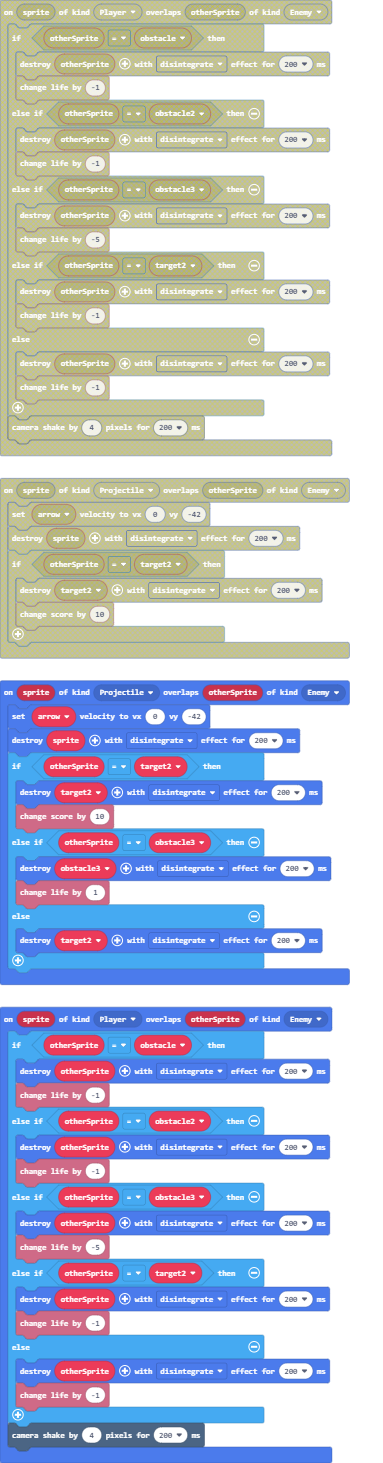 on sprite of kind Player overlaps otherSprite of kind Enemy
if otherSprite = obstacle then
destroy otherSprite with disintegrate effect for 200 ms
change life by -1
else if otherSprite = obstacle2 then
destroy otherSprite with disintegrate effect for 200 ms
change life by -1
else if otherSprite = obstacle3 then
destroy otherSprite with disintegrate effect for 200 ms
change life by -5
else if otherSprite = target2 then
destroy otherSprite with disintegrate effect for 200 ms
change life by -1
else
destroy otherSprite with disintegrate effect for 200 ms
change life by -1
camera shake by 4 pixels for 200 ms
on sprite of kind Projectile overlaps otherSprite of kind Enemy
set arrow velocity to vx 0 vy -42
destroy sprite with disintegrate effect for 200 ms
if otherSprite = target2 then
destroy target2 with disintegrate effect for 200 ms
change score by 10
on sprite of kind Projectile overlaps otherSprite of kind Enemy
set arrow velocity to vx 0 vy -42
destroy sprite with disintegrate effect for 200 ms
if otherSprite = target2 then
destroy target2 with disintegrate effect for 200 ms
change score by 10
else if otherSprite = obstacle3 then
destroy obstacle3 with disintegrate effect for 200 ms
change life by 1
else
destroy target2 with disintegrate effect for 200 ms
on sprite of kind Player overlaps otherSprite of kind Enemy
if otherSprite = obstacle then
destroy otherSprite with disintegrate effect for 200 ms
change life by -1
else if otherSprite = obstacle2 then
destroy otherSprite with disintegrate effect for 200 ms
change life by -1
else if otherSprite = obstacle3 then
destroy otherSprite with disintegrate effect for 200 ms
change life by -5
else if otherSprite = target2 then
destroy otherSprite with disintegrate effect for 200 ms
change life by -1
else
destroy otherSprite with disintegrate effect for 200 ms
change life by -1
camera shake by 4 pixels for 200 ms